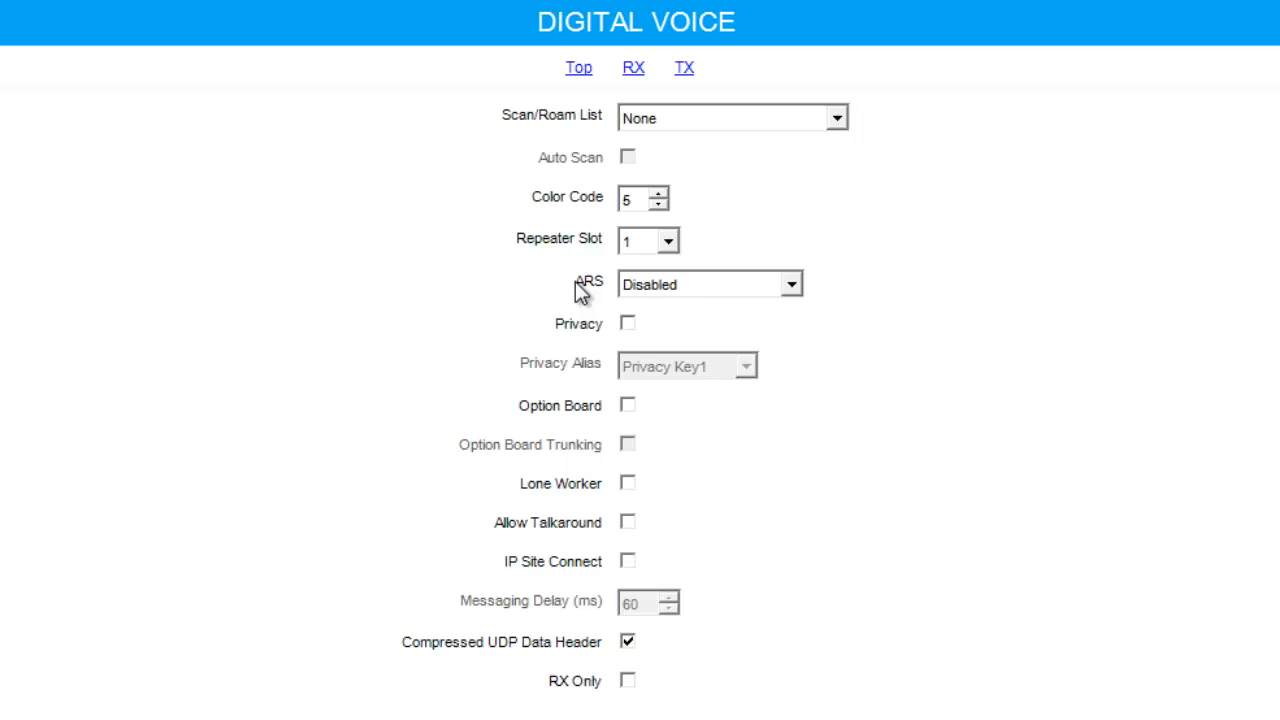 DIGITAL VOICE
Top RX TX
Scan/Roam List None
Auto Scan
Color Code 5
Repeater Slot 1
ARS Disabled
Privacy
Privacy Alias Privacy Key1
Option Board
Option Board Trunking
Lone Worker
Allow Talkaround
IP Site Connect
Messaging Delay (ms) 60
Compressed UDP Data Header
RX Only